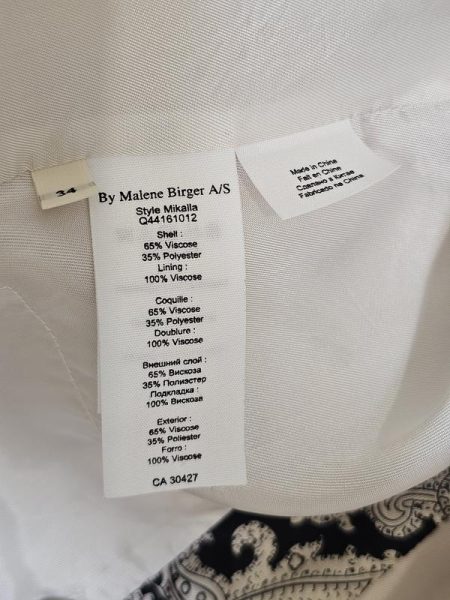 34
By Malene Birger A/S
Style Mikalla
Q44161012
Shell :
65% Viscose
35% Polyester
Lining :
100% Viscose
Coquille :
65% Viscose
35% Polyester
Doublure :
100% Viscose
Внешний слой :
65% Вискоза
35% Полиэстер
Подкладка :
100% Вискоза
Exterior :
65% Viscose
35% Poliester
Forro :
100% Viscose
CA 30427
Made in China
Fait en Chine
Сделано в Китае
Fabricado na China